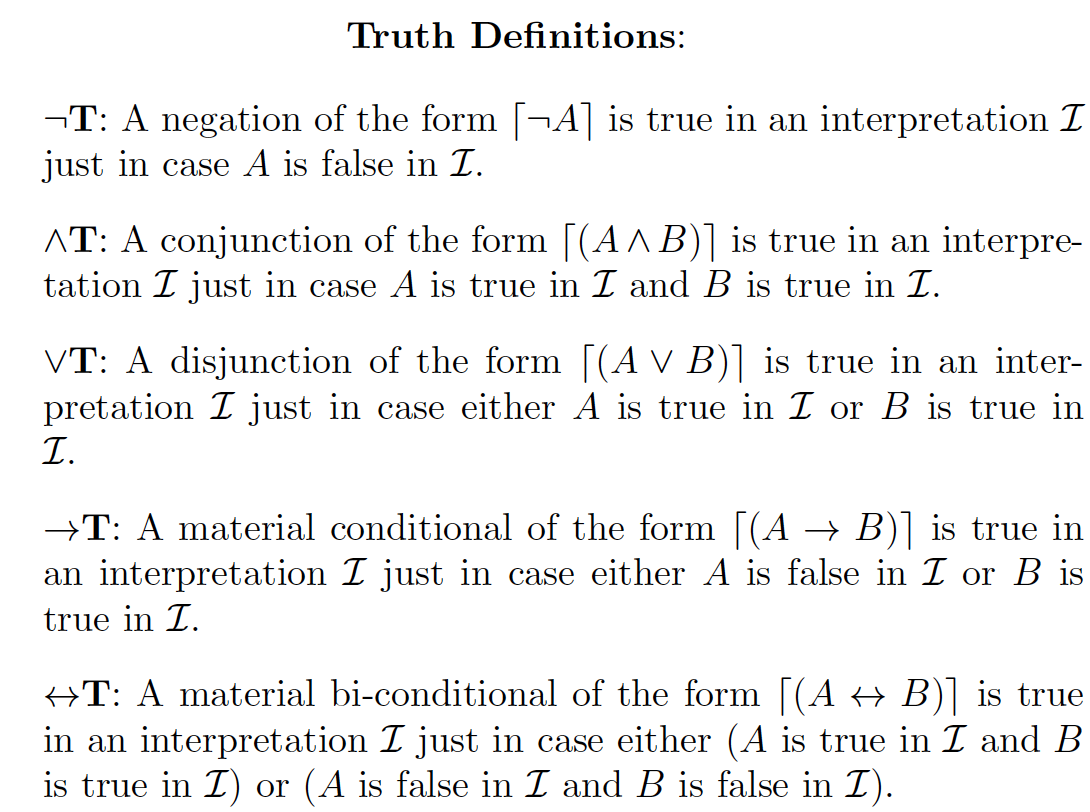 Truth Definitions:
¬T: A negation of the form ⌈¬A⌉ is true in an interpretation ℐ
just in case A is false in ℐ.
∧T: A conjunction of the form ⌈(A ∧ B)⌉ is true in an interpre-
tation ℐ just in case A is true in ℐ and B is true in ℐ.
∨T: A disjunction of the form ⌈(A ∨ B)⌉ is true in an inter-
pretation ℐ just in case either A is true in ℐ or B is true in
ℐ.
→T: A material conditional of the form ⌈(A → B)⌉ is true in
an interpretation ℐ just in case either A is false in ℐ or B is
true in ℐ.
↔T: A material bi-conditional of the form ⌈(A ↔ B)⌉ is true
in an interpretation ℐ just in case either (A is true in ℐ and B
is true in ℐ) or (A is false in ℐ and B is false in ℐ).